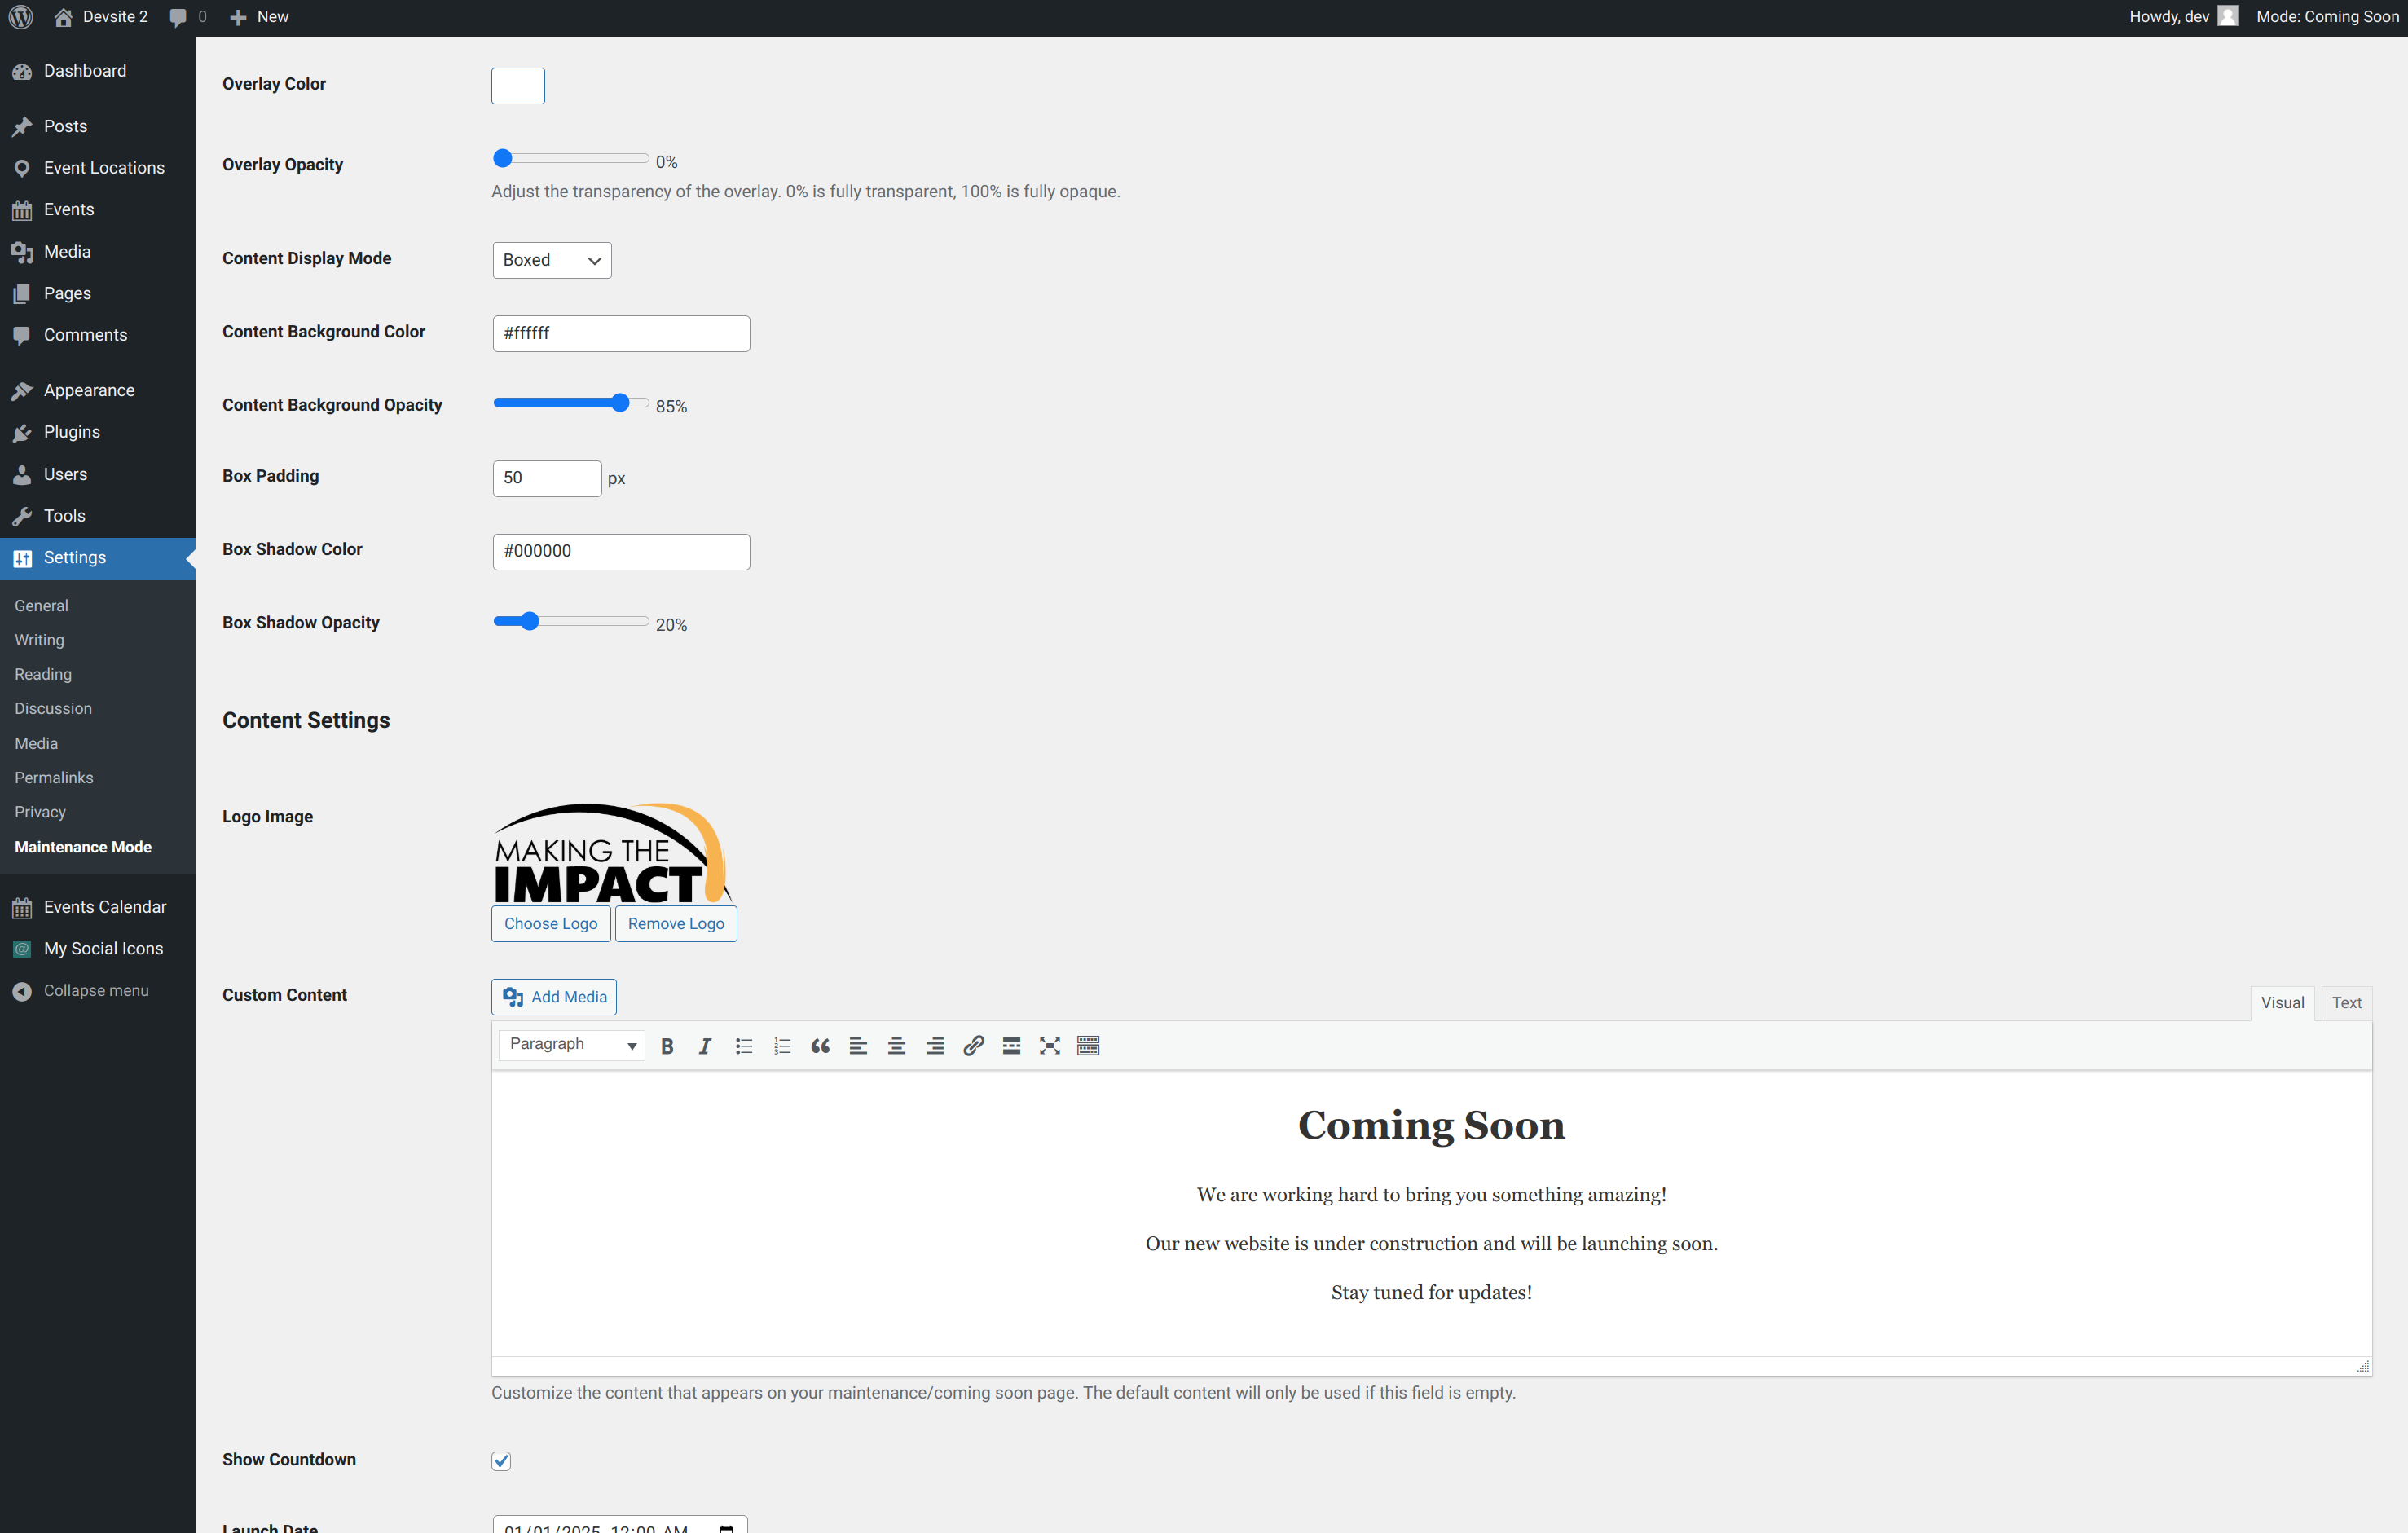 Devsite 2 0 New Howdy, dev Mode: Coming Soon
Dashboard
Posts
Event Locations
Events
Media
Pages
Comments
Appearance
Plugins
Users
Tools
Settings
General
Writing
Reading
Discussion
Media
Permalinks
Privacy
Maintenance Mode
Events Calendar
My Social Icons
Collapse menu
Overlay Color
Overlay Opacity 0%
Adjust the transparency of the overlay. 0% is fully transparent, 100% is fully opaque.
Content Display Mode Boxed
Content Background Color #ffffff
Content Background Opacity 85%
Box Padding 50 px
Box Shadow Color #000000
Box Shadow Opacity 20%
Content Settings
Logo Image
MAKING THE
IMPACT
Choose Logo Remove Logo
Custom Content Add Media Visual Text
Paragraph
Coming Soon
We are working hard to bring you something amazing!
Our new website is under construction and will be launching soon.
Stay tuned for updates!
Customize the content that appears on your maintenance/coming soon page. The default content will only be used if this field is empty.
Show Countdown
Launch Date 01/01/2025, 12:00 AM